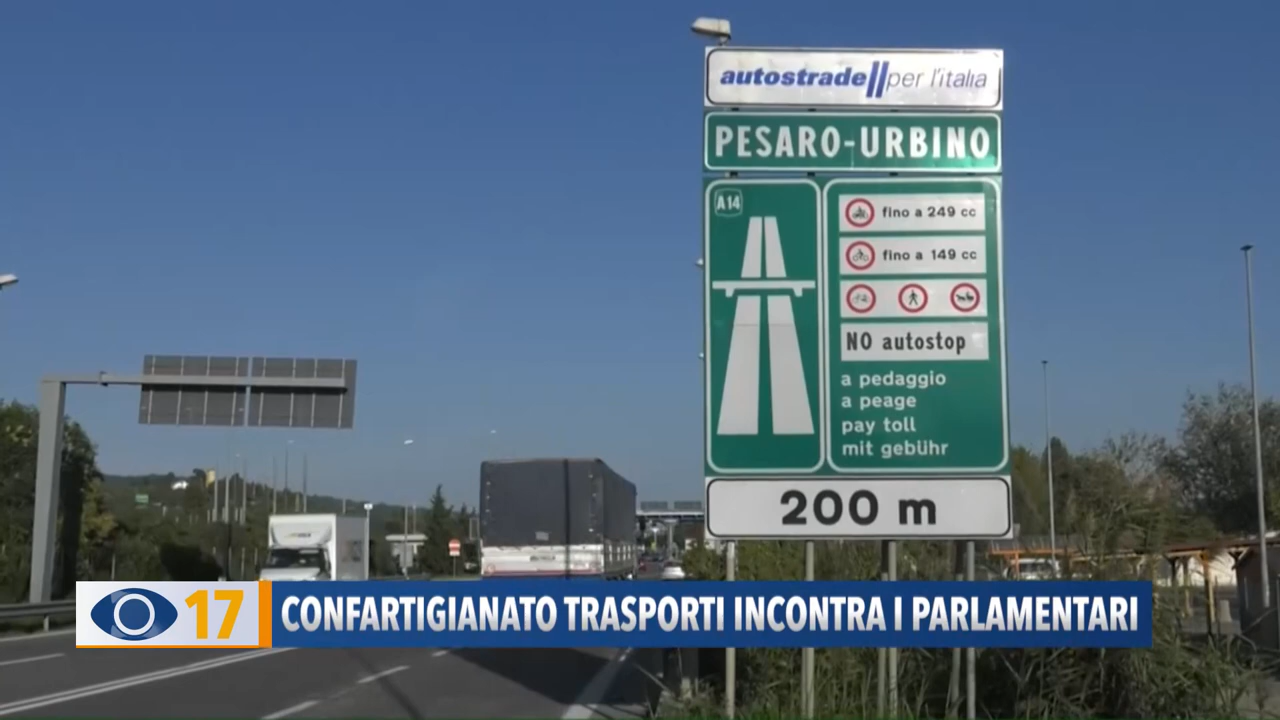 autostrade per l'italia
PESARO-URBINO
A14
fino a 249 cc
fino a 149 cc
NO autostop
a pedaggio
a peage
pay toll
mit gebühr
200 m
17 CONFARTIGIANATO TRASPORTI INCONTRA I PARLAMENTARI